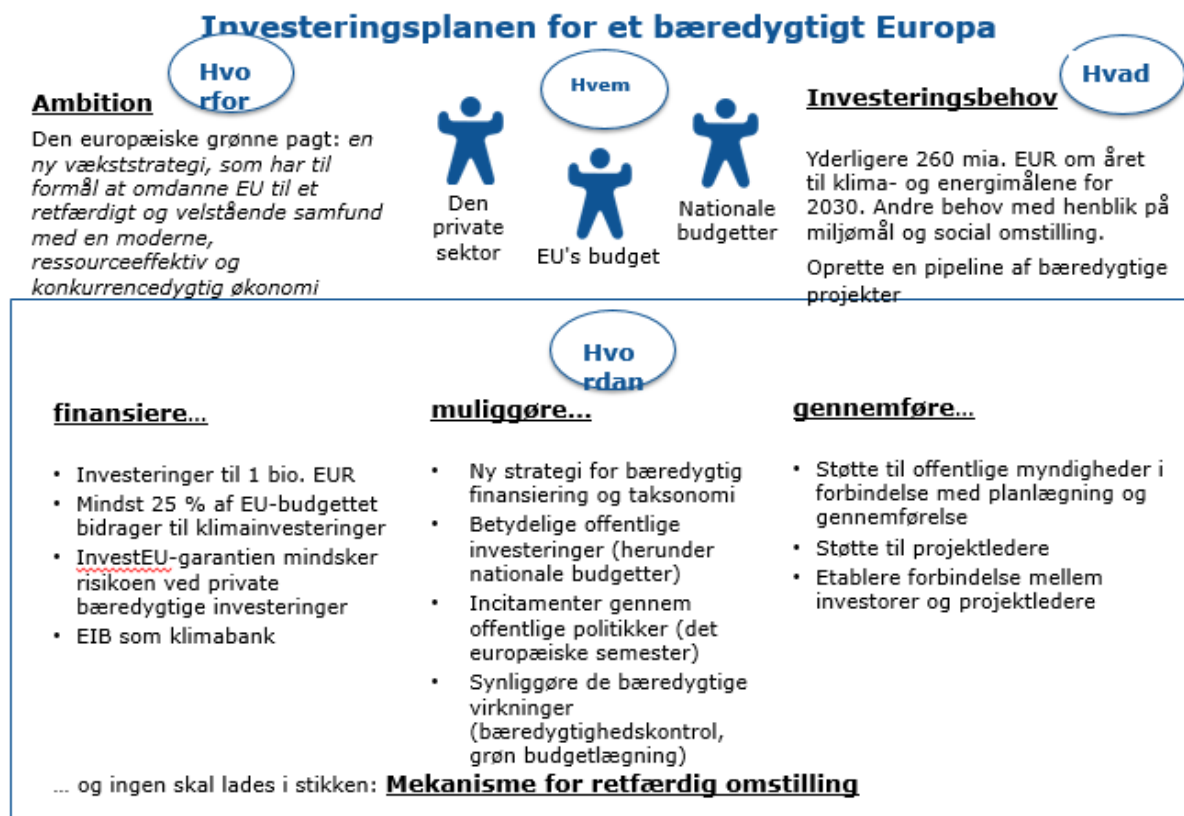 Investeringsplanen for et bæredygtigt Europa
Hvo
rfor
Ambition
Den europæiske grønne pagt: en
ny vækststrategi, som har til
formål at omdanne EU til et
retfærdigt og velstående samfund
med en moderne,
ressourceeffektiv og
konkurrencedygtig økonomi
Hvem
Den
private
sektor
EU's budget
Nationale
budgetter
Hvad
Investeringsbehov
Yderligere 260 mia. EUR om året
til klima- og energimålene for
2030. Andre behov med henblik på
miljømål og social omstilling.
Oprette en pipeline af bæredygtige
projekter
Hvo
rdan
finansiere...
• Investeringer til 1 bio. EUR
• Mindst 25 % af EU-budgettet
bidrager til klimainvesteringer
• InvestEU-garantien mindsker
risikoen ved private
bæredygtige investeringer
• EIB som klimabank
muliggøre...
• Ny strategi for bæredygtig
finansiering og taksonomi
• Betydelige offentlige
investeringer (herunder
nationale budgetter)
• Incitamenter gennem
offentlige politikker (det
europæiske semester)
• Synliggøre de bæredygtige
virkninger
(bæredygtighedskontrol,
grøn budgetlægning)
gennemføre...
• Støtte til offentlige myndigheder i
forbindelse med planlægning og
gennemførelse
• Støtte til projektledere
• Etablere forbindelse mellem
investorer og projektledere
... og ingen skal lades i stikken: Mekanisme for retfærdig omstilling